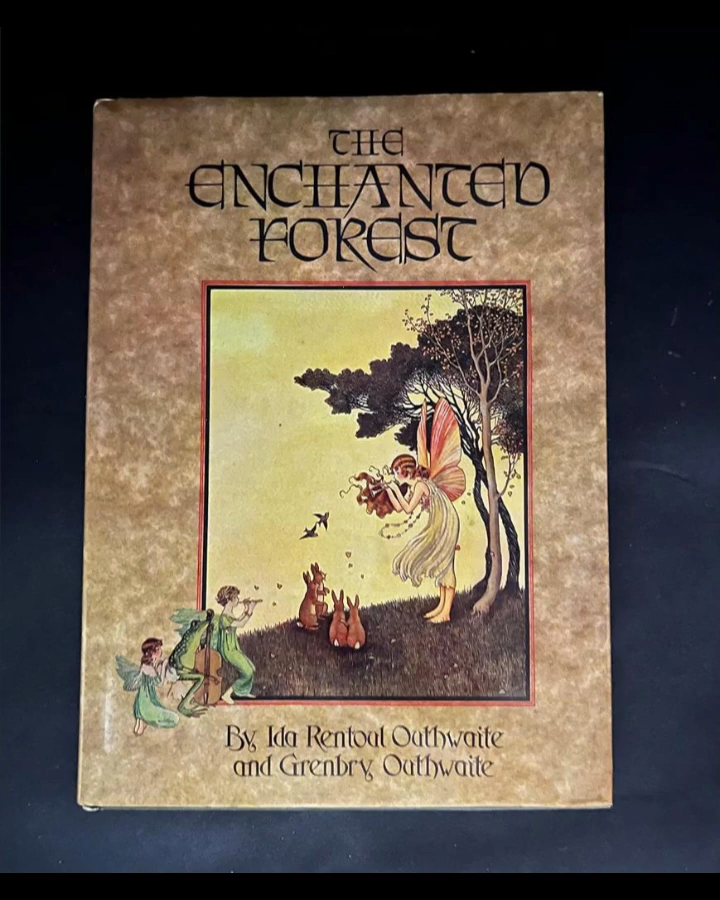 THE
ENCHANTED
FOREST
By Ida Rentoul Outhwaite
and Grenbry Outhwaite